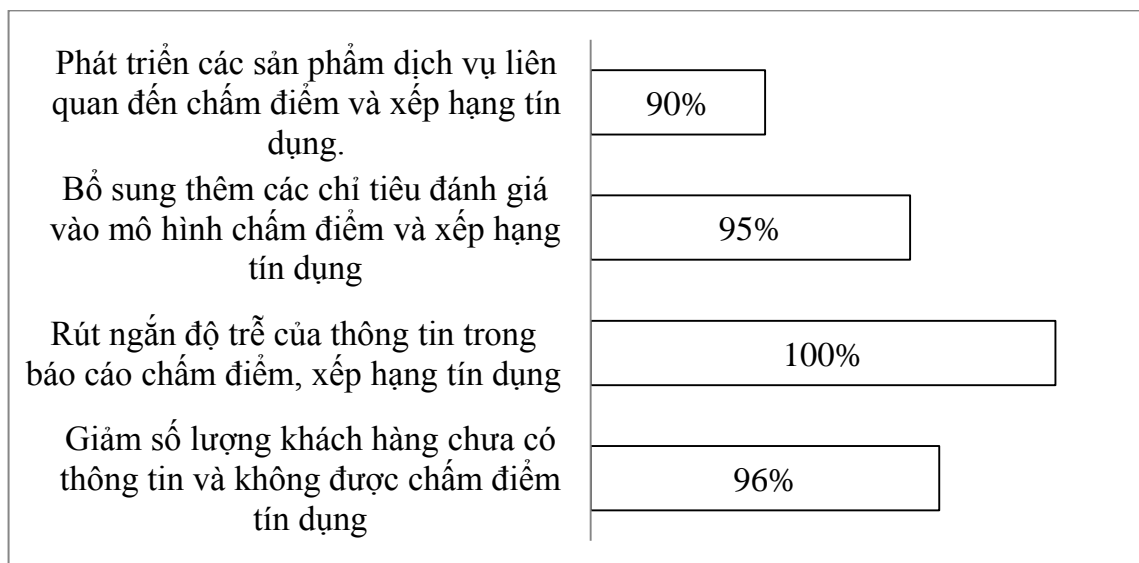 Phát triển các sản phẩm dịch vụ liên
quan đến chấm điểm và xếp hạng tín
dụng.
90%
Bổ sung thêm các chỉ tiêu đánh giá
vào mô hình chấm điểm và xếp hạng
tín dụng
95%
Rút ngắn độ trễ của thông tin trong
báo cáo chấm điểm, xếp hạng tín dụng
100%
Giảm số lượng khách hàng chưa có
thông tin và không được chấm điểm
tín dụng
96%